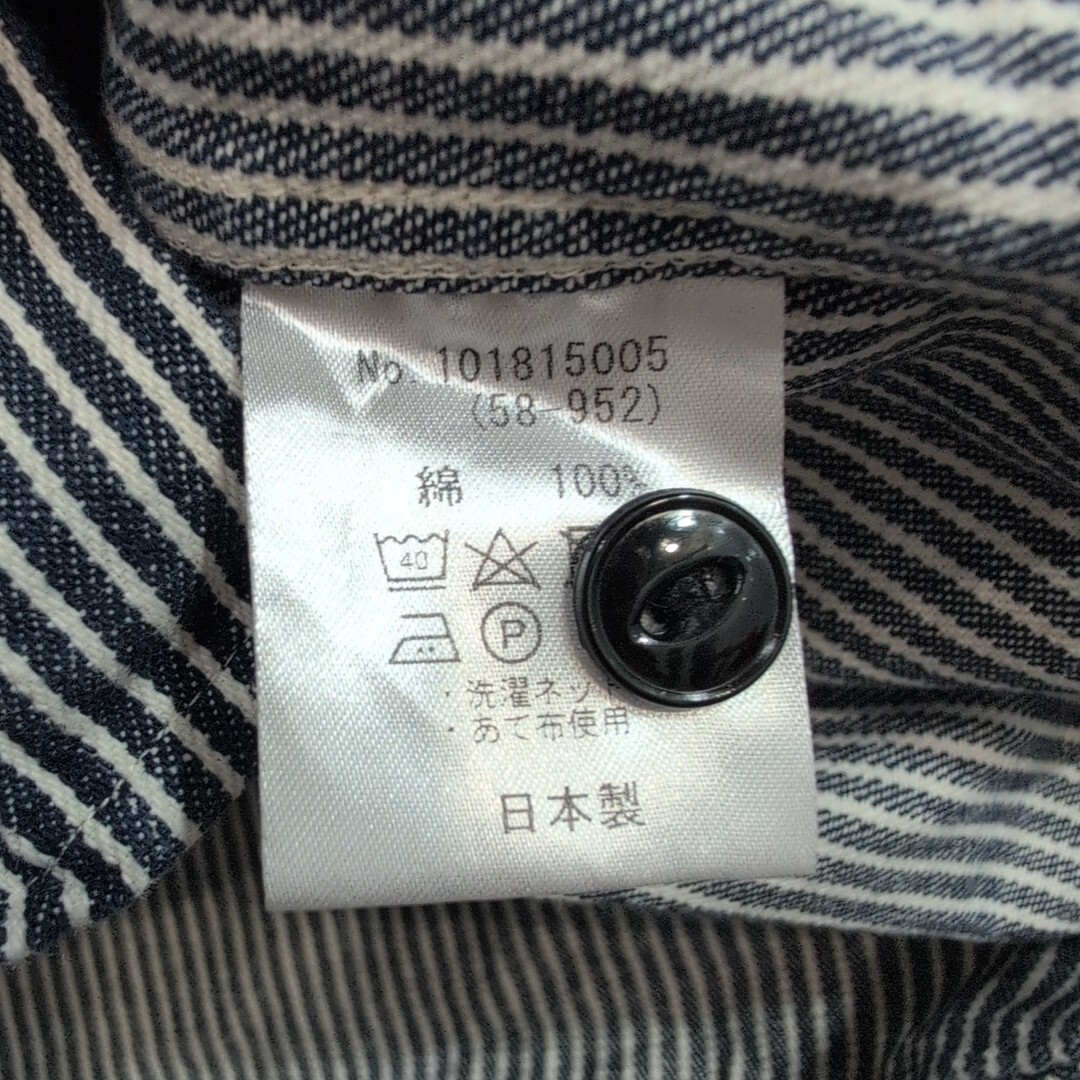 No. 101815005
(58-952)
綿 100%
40
P
・洗濯ネット
・あて布使用
日本製